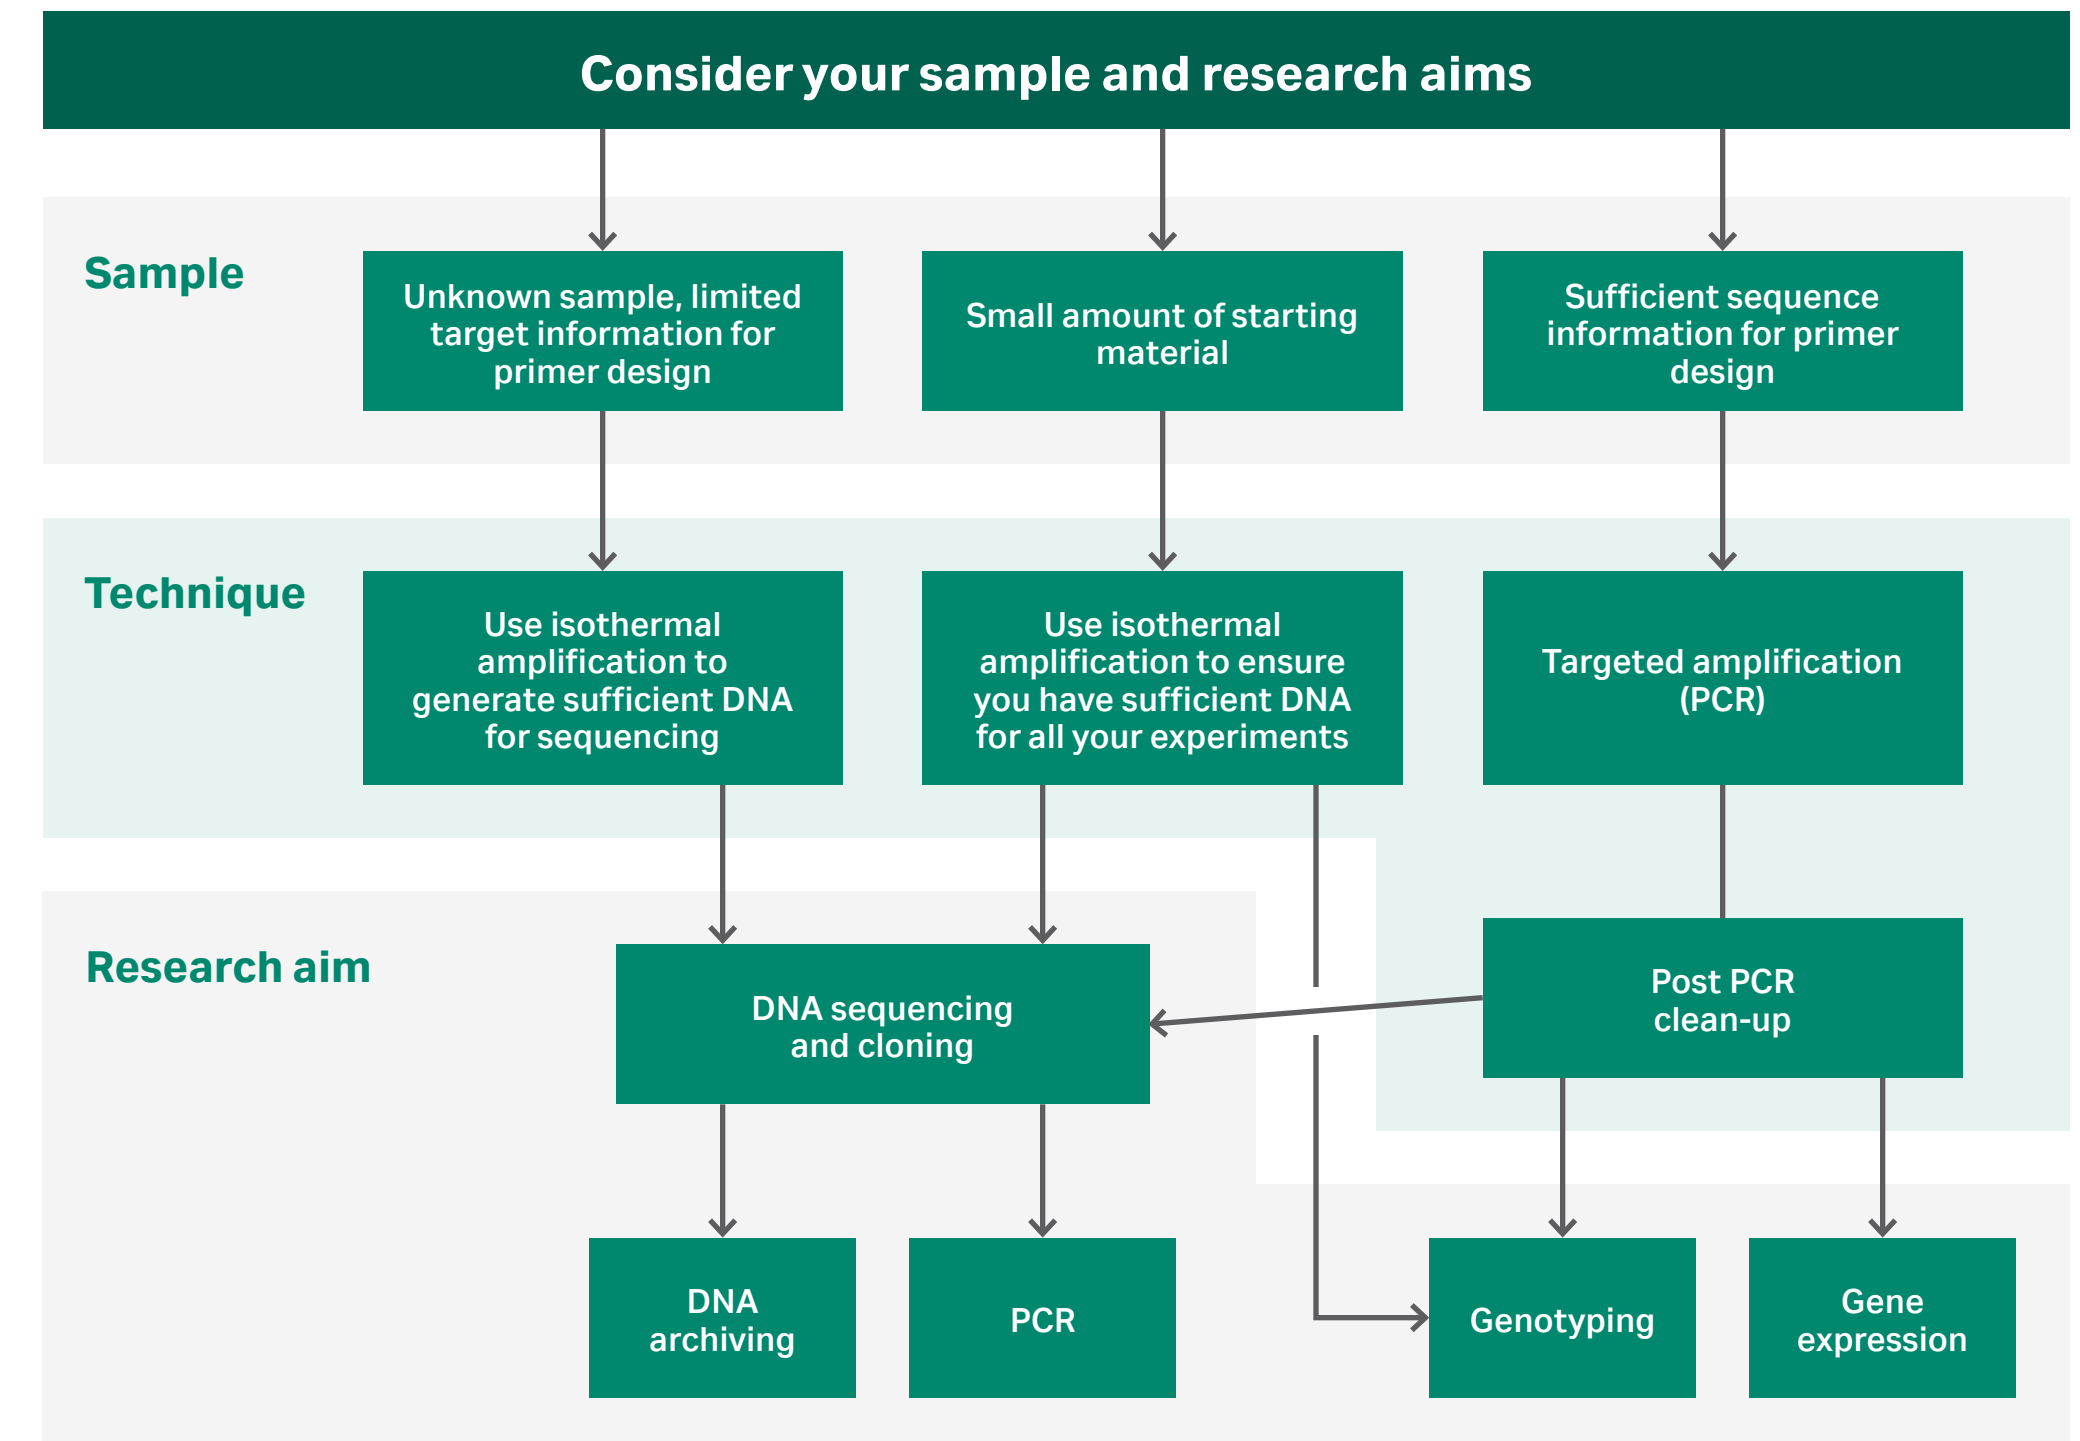 Consider your sample and research aims
Sample
Unknown sample, limited
target information for
primer design
Small amount of starting
material
Sufficient sequence
information for primer
design
Technique
Use isothermal
amplification to
generate sufficient DNA
for sequencing
Use isothermal
amplification to ensure
you have sufficient DNA
for all your experiments
Targeted amplification
(PCR)
Research aim
DNA sequencing
and cloning
Post PCR
clean-up
DNA
archiving
PCR
Genotyping
Gene
expression